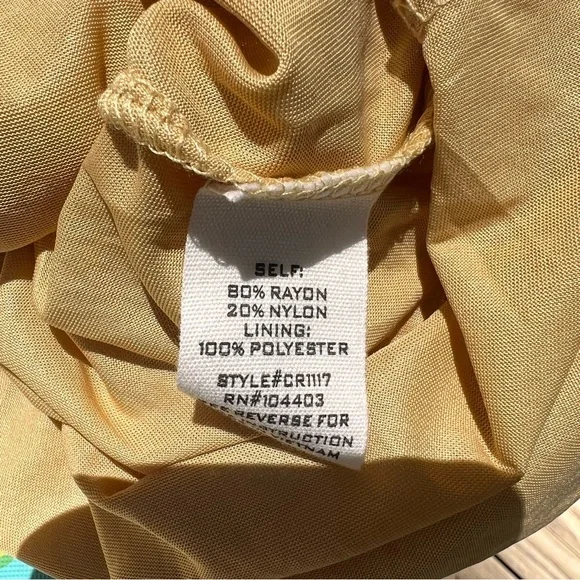 SELF:
80% RAYON
20% NYLON
LINING:
100% POLYESTER
STYLE#CR1117
RN#104403
REVERSE FOR